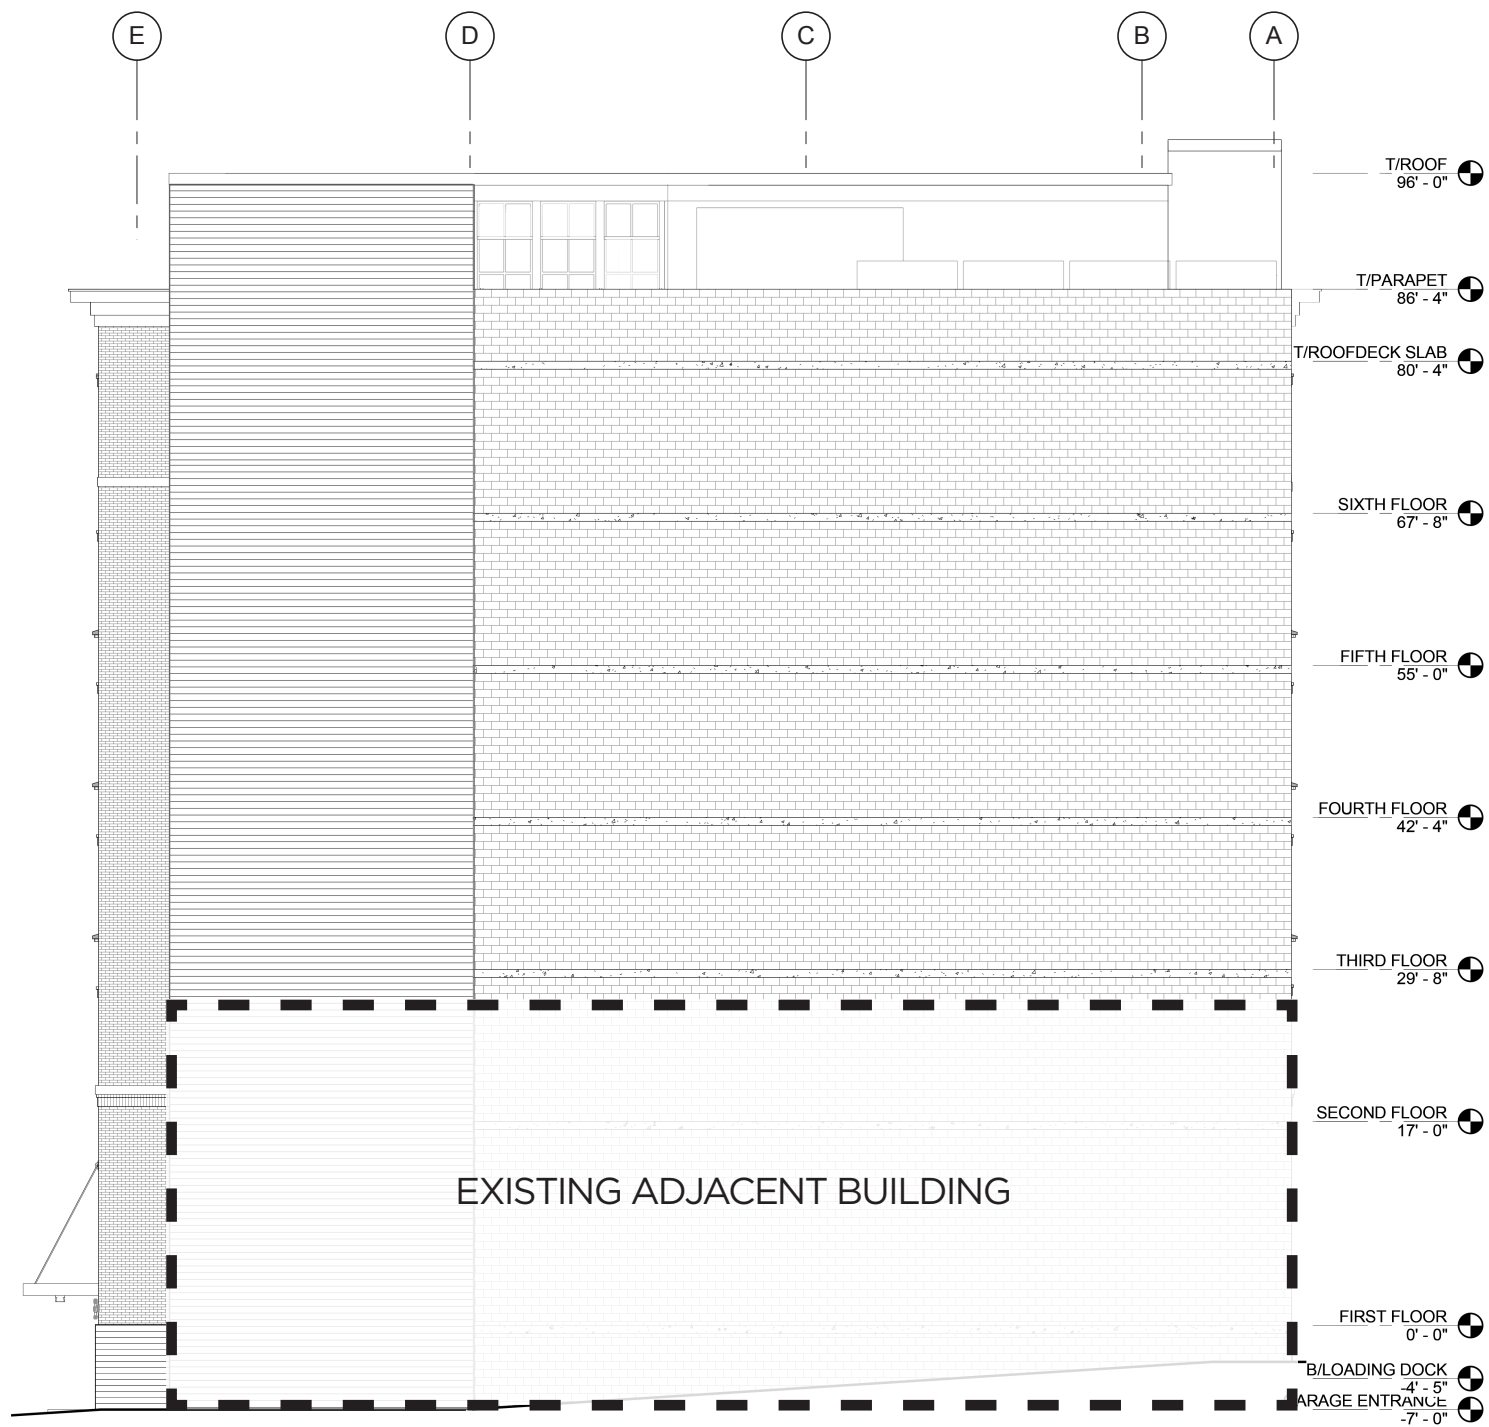 E D C B A
T/ROOF
96' - 0"
T/PARAPET
86' - 4"
T/ROOFDECK SLAB
80' - 4"
SIXTH FLOOR
67' - 8"
FIFTH FLOOR
55' - 0"
FOURTH FLOOR
42' - 4"
THIRD FLOOR
29' - 8"
SECOND FLOOR
17' - 0"
EXISTING ADJACENT BUILDING
FIRST FLOOR
0' - 0"
B/LOADING DOCK
-4' - 5"
ARAGE ENTRANCE
-7' - 0"